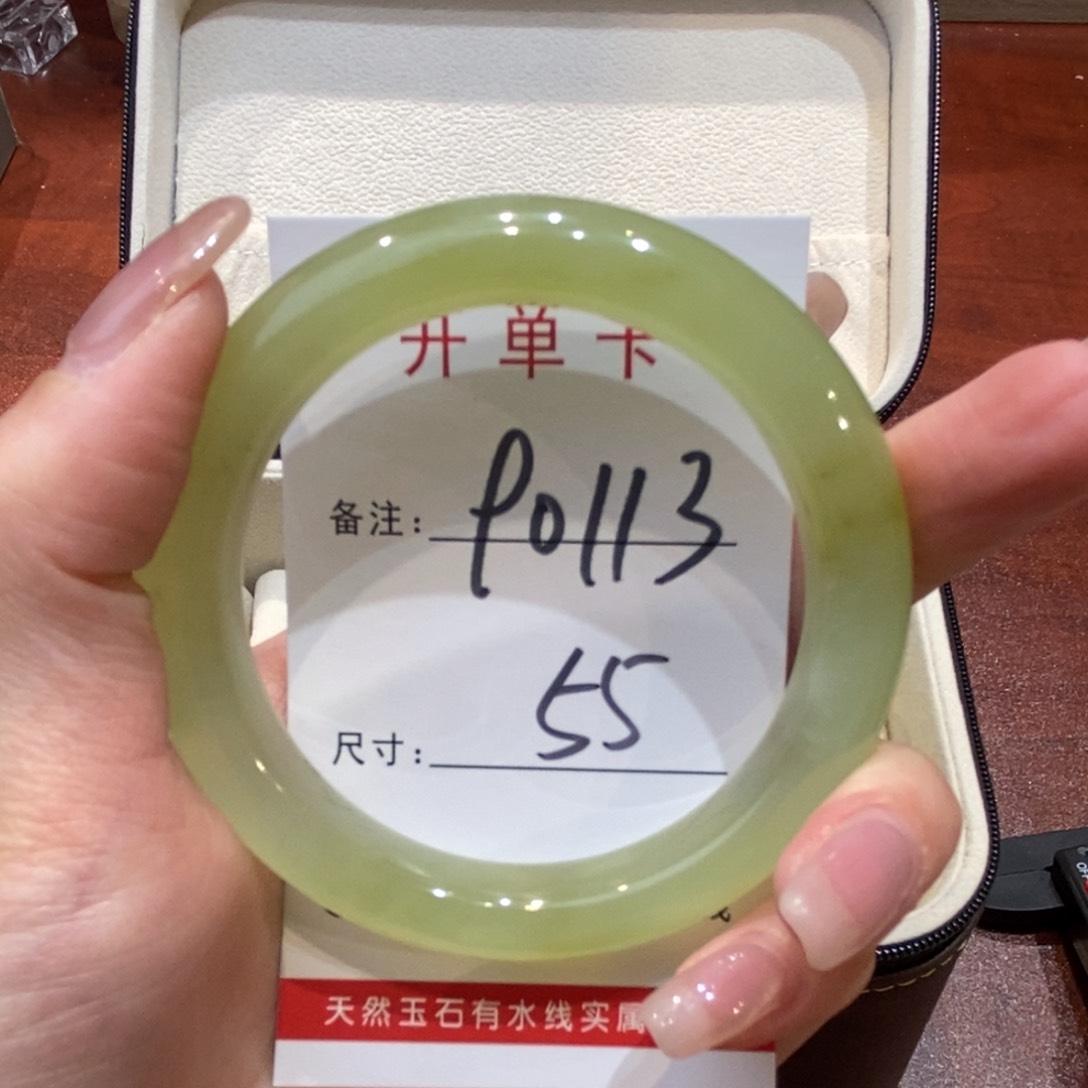 开单卡
备注: P0113
尺寸: 55
天然玉石有水线实属